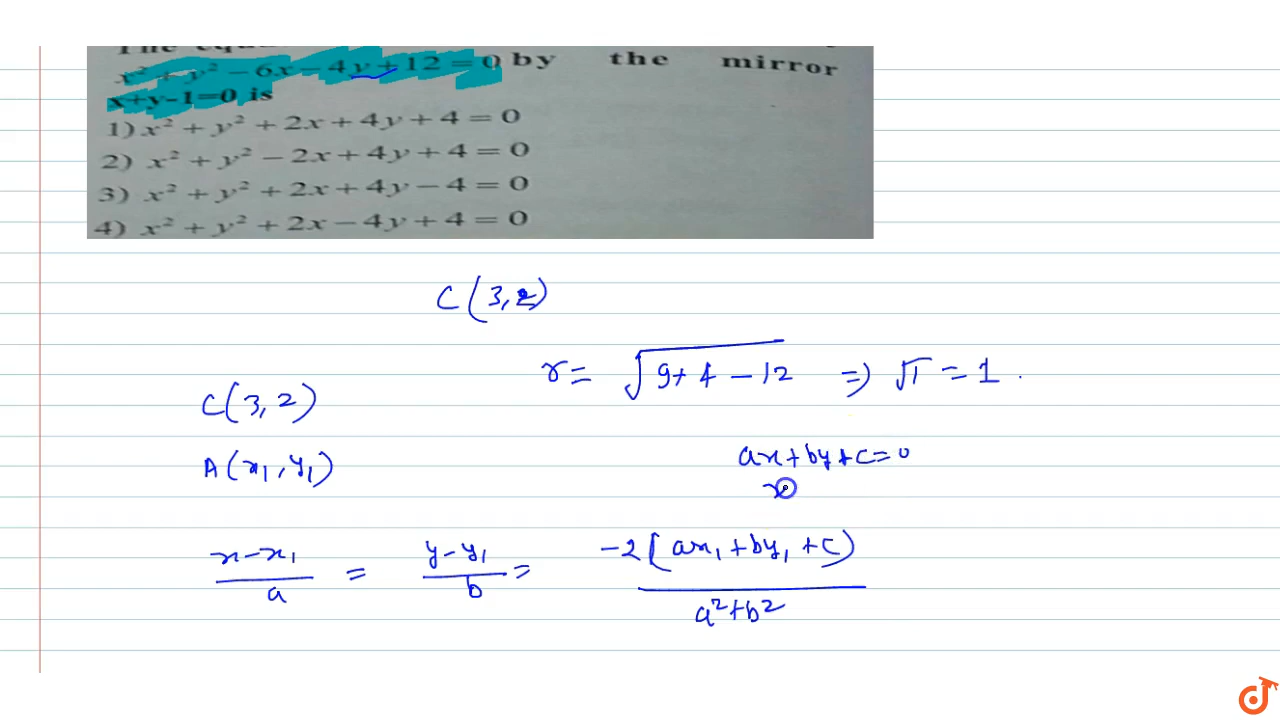 The equa
x² + y² − 6x − 4y + 12 = 0 by the mirror
x+y-1=0 is
1) x² + y² + 2x + 4y + 4 = 0
2) x² + y² − 2x + 4y + 4 = 0
3) x² + y² + 2x + 4y − 4 = 0
4) x² + y² + 2x − 4y + 4 = 0
C(3,2)
r = √(9+4−12) ⇒ √1 = 1.
C(3,2)
A(x₁,y₁)
ax+by+c=0
x
(x−x₁)/a = (y−y₁)/b = −2(ax₁+by₁+c)/(a²+b²)